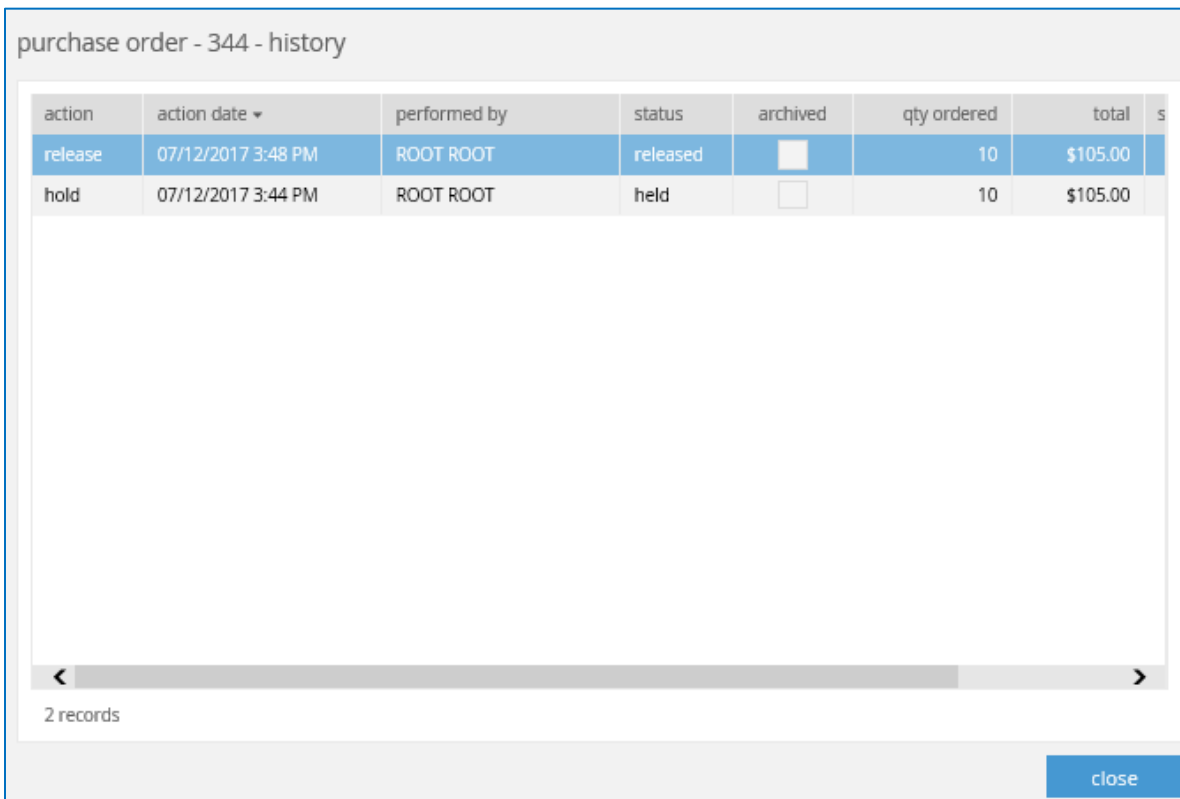 purchase order - 344 - history
action action date performed by status archived qty ordered total s
release 07/12/2017 3:48 PM ROOT ROOT released 10 $105.00
hold 07/12/2017 3:44 PM ROOT ROOT held 10 $105.00
2 records
close